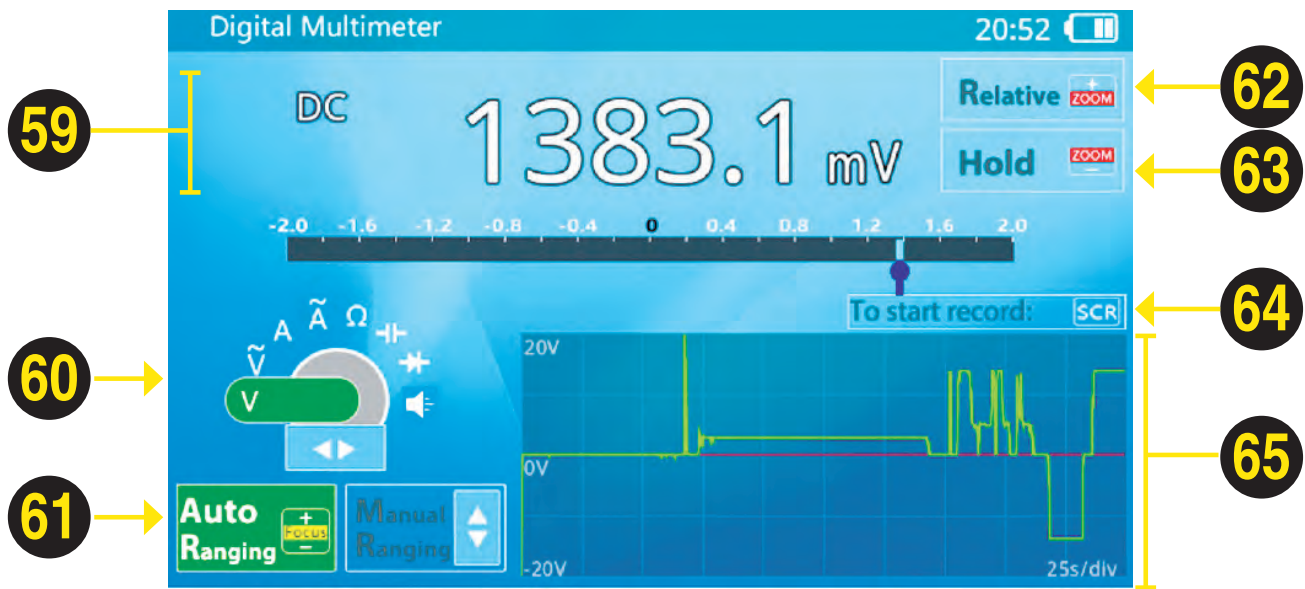 Digital Multimeter
20:52
59
DC
1383.1 mV
Relative + ZOOM
62
Hold ZOOM −
63
-2.0 -1.6 -1.2 -0.8 -0.4 0 0.4 0.8 1.2 1.6 2.0
To start record: SCR
64
60
V Ṽ A Ã Ω
20V
0V
-20V
25s/div
65
61
Auto
Ranging
+
Focus
−
Manual
Ranging